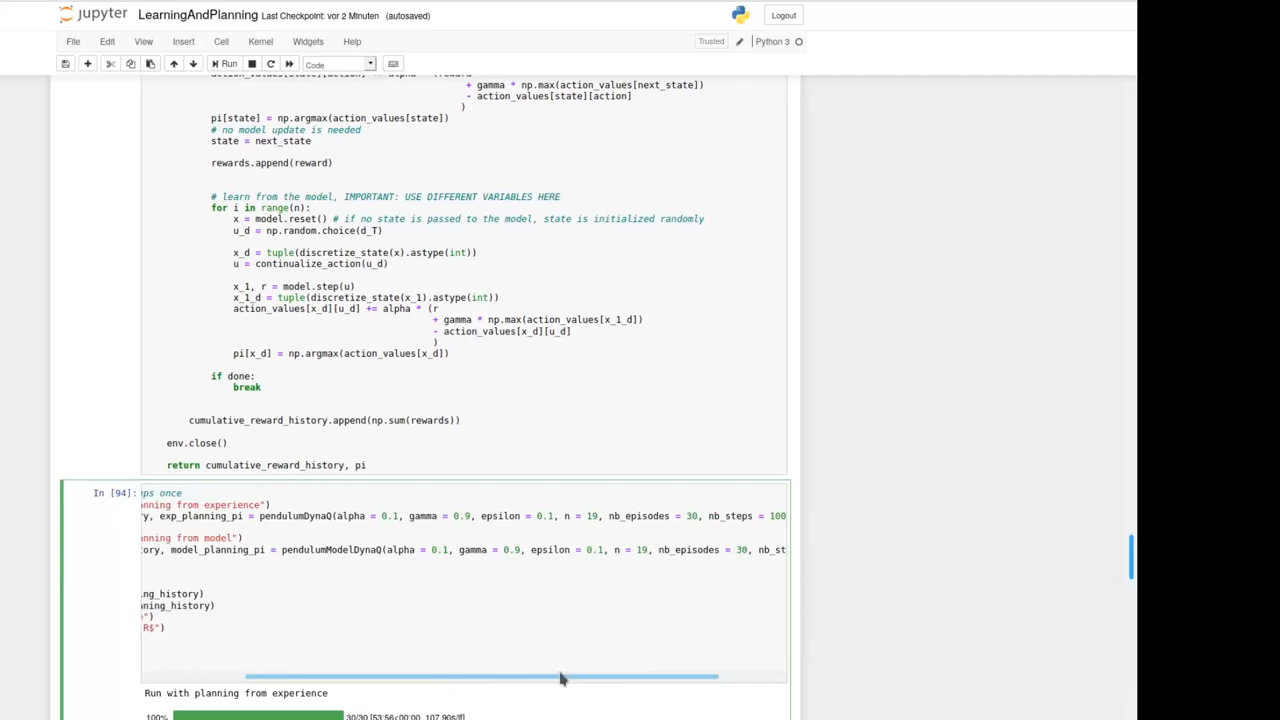 jupyter LearningAndPlanning Last Checkpoint: vor 2 Minuten (autosaved)
Logout
File Edit View Insert Cell Kernel Widgets Help
Trusted Python 3
Run Code
+ gamma * np.max(action_values[next_state])
- action_values[state][action]
)
pi[state] = np.argmax(action_values[state])
# no model update is needed
state = next_state
rewards.append(reward)
# learn from the model, IMPORTANT: USE DIFFERENT VARIABLES HERE
for i in range(n):
x = model.reset() # if no state is passed to the model, state is initialized randomly
u_d = np.random.choice(d_T)
x_d = tuple(discretize_state(x).astype(int))
u = continualize_action(u_d)
x_1, r = model.step(u)
x_1_d = tuple(discretize_state(x_1).astype(int))
action_values[x_d][u_d] += alpha * (r
+ gamma * np.max(action_values[x_1_d])
- action_values[x_d][u_d]
)
pi[x_d] = np.argmax(action_values[x_d])
if done:
break
cumulative_reward_history.append(np.sum(rewards))
env.close()
return cumulative_reward_history, pi
In [94]:
ups once
nning from experience")
y, exp_planning_pi = pendulumDynaQ(alpha = 0.1, gamma = 0.9, epsilon = 0.1, n = 19, nb_episodes = 30, nb_steps = 100
nning from model")
ory, model_planning_pi = pendulumModelDynaQ(alpha = 0.1, gamma = 0.9, epsilon = 0.1, n = 19, nb_episodes = 30, nb_st
ing_history)
nning_history)
")
R$")
Run with planning from experience
100% 30/30 [53:56<00:00, 107.90s/it]